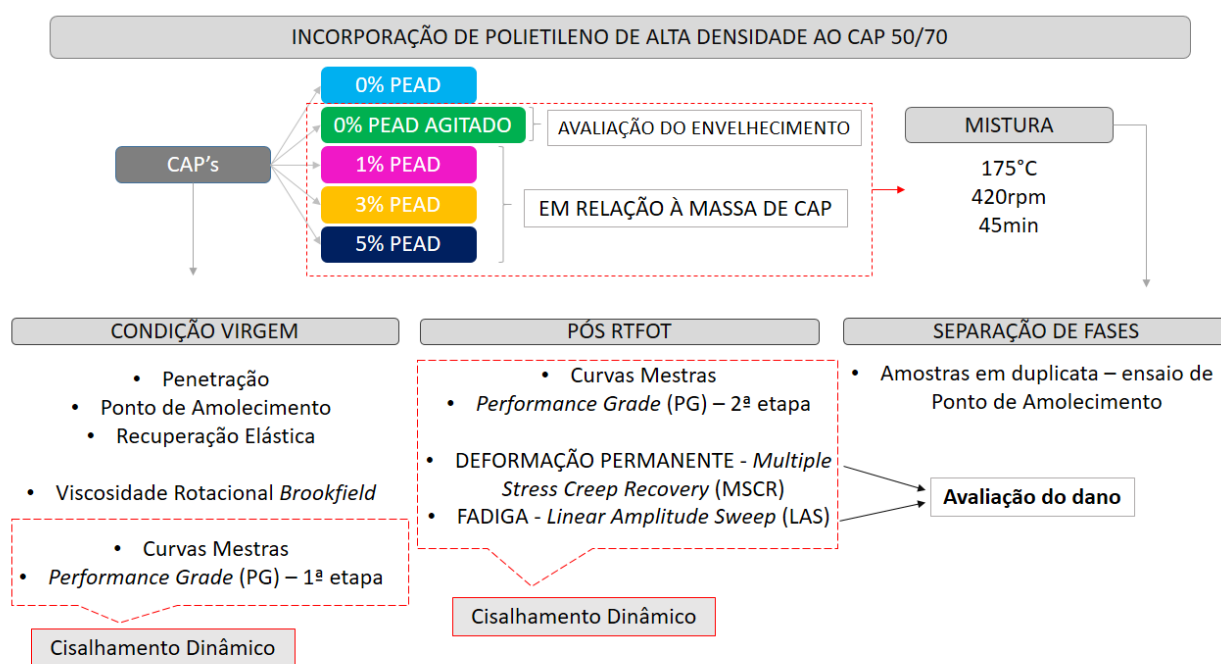 INCORPORAÇÃO DE POLIETILENO DE ALTA DENSIDADE AO CAP 50/70
CAP's
0% PEAD
0% PEAD AGITADO
1% PEAD
3% PEAD
5% PEAD
AVALIAÇÃO DO ENVELHECIMENTO
EM RELAÇÃO À MASSA DE CAP
MISTURA
175°C
420rpm
45min
CONDIÇÃO VIRGEM
• Penetração
• Ponto de Amolecimento
• Recuperação Elástica
• Viscosidade Rotacional Brookfield
• Curvas Mestras
• Performance Grade (PG) – 1ª etapa
Cisalhamento Dinâmico
PÓS RTFOT
• Curvas Mestras
• Performance Grade (PG) – 2ª etapa
• DEFORMAÇÃO PERMANENTE - Multiple
Stress Creep Recovery (MSCR)
• FADIGA - Linear Amplitude Sweep (LAS)
Cisalhamento Dinâmico
SEPARAÇÃO DE FASES
• Amostras em duplicata – ensaio de
Ponto de Amolecimento
Avaliação do dano